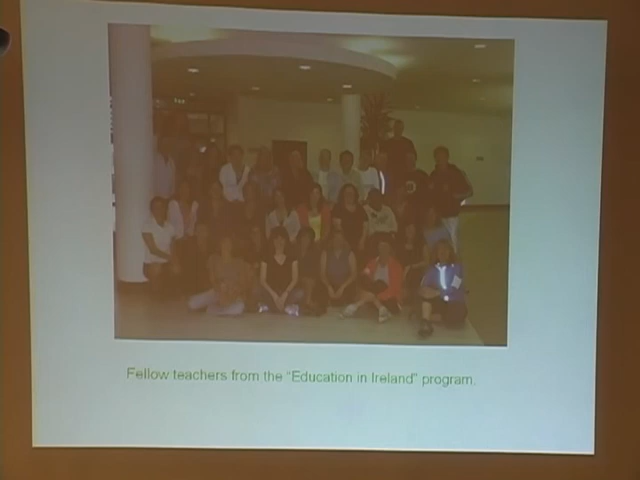 Fellow teachers from the "Education in Ireland" program.